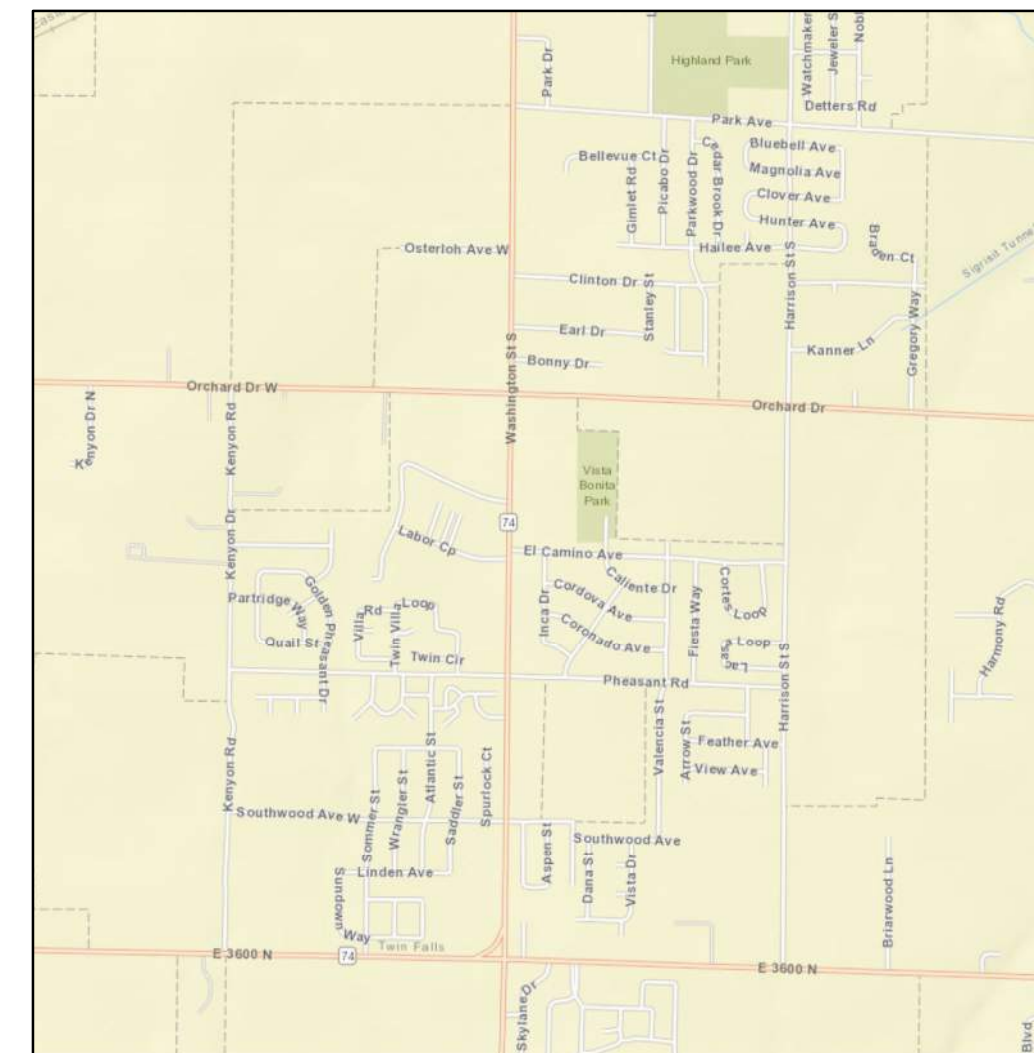 Highland Park
Park Dr
Watchmaker
Jeweler S
Nobl
Detters Rd
Park Ave
Bluebell Ave
Bellevue Ct
Gimlet Rd
Picabo Dr
Parkwood Dr
Cedar Brook Dr
Magnolia Ave
Clover Ave
Hunter Ave
Hailee Ave
Braden Ct
Sigrisit Tunne
Osterloh Ave W
Clinton Dr
Stanley St
Harrison St S
Gregory Way
Earl Dr
Bonny Dr
Kanner Ln
Washington St S
Orchard Dr W
Orchard Dr
Kenyon Dr N
Kenyon Rd
Vista
Bonita
Park
74
Kenyon Dr
Labor Cp
El Camino Ave
Caliente Dr
Cordova Ave
Coronado Ave
Inca Dr
Fiesta Way
Cortes Loop
Loop
Lacasa
Golden Pheasant Dr
Partridge Way
Quail St
Villa Rd
Twin Villa
Loop
Twin Cir
Pheasant Rd
Harmony Rd
Harrison St S
Valencia St
Arrow St
Feather Ave
View Ave
Kenyon Rd
Atlantic St
Spurlock Ct
Sommer St
Wrangler St
Saddler St
Southwood Ave W
Southwood Ave
Aspen St
Dana St
Vista Dr
Linden Ave
Sundown Way
Briarwood Ln
Twin Falls
E 3600 N
74
E 3600 N
Skylane Dr
Blvd